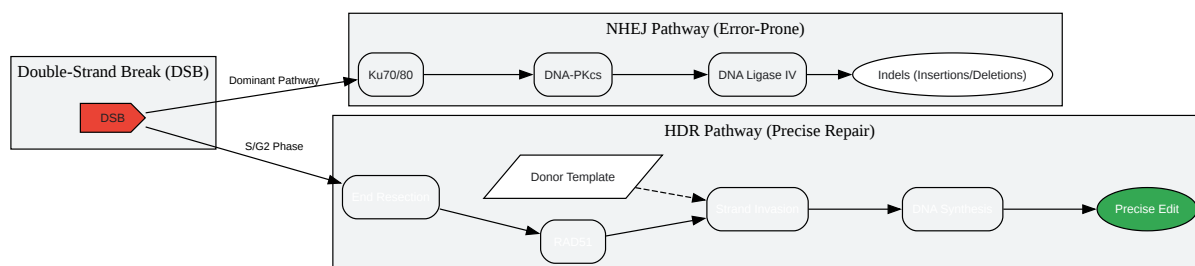 Double-Strand Break (DSB)
DSB
Dominant Pathway
S/G2 Phase
NHEJ Pathway (Error-Prone)
Ku70/80
DNA-PKcs
DNA Ligase IV
Indels (Insertions/Deletions)
HDR Pathway (Precise Repair)
Donor Template
End Resection
RAD51
Strand Invasion
DNA Synthesis
Precise Edit